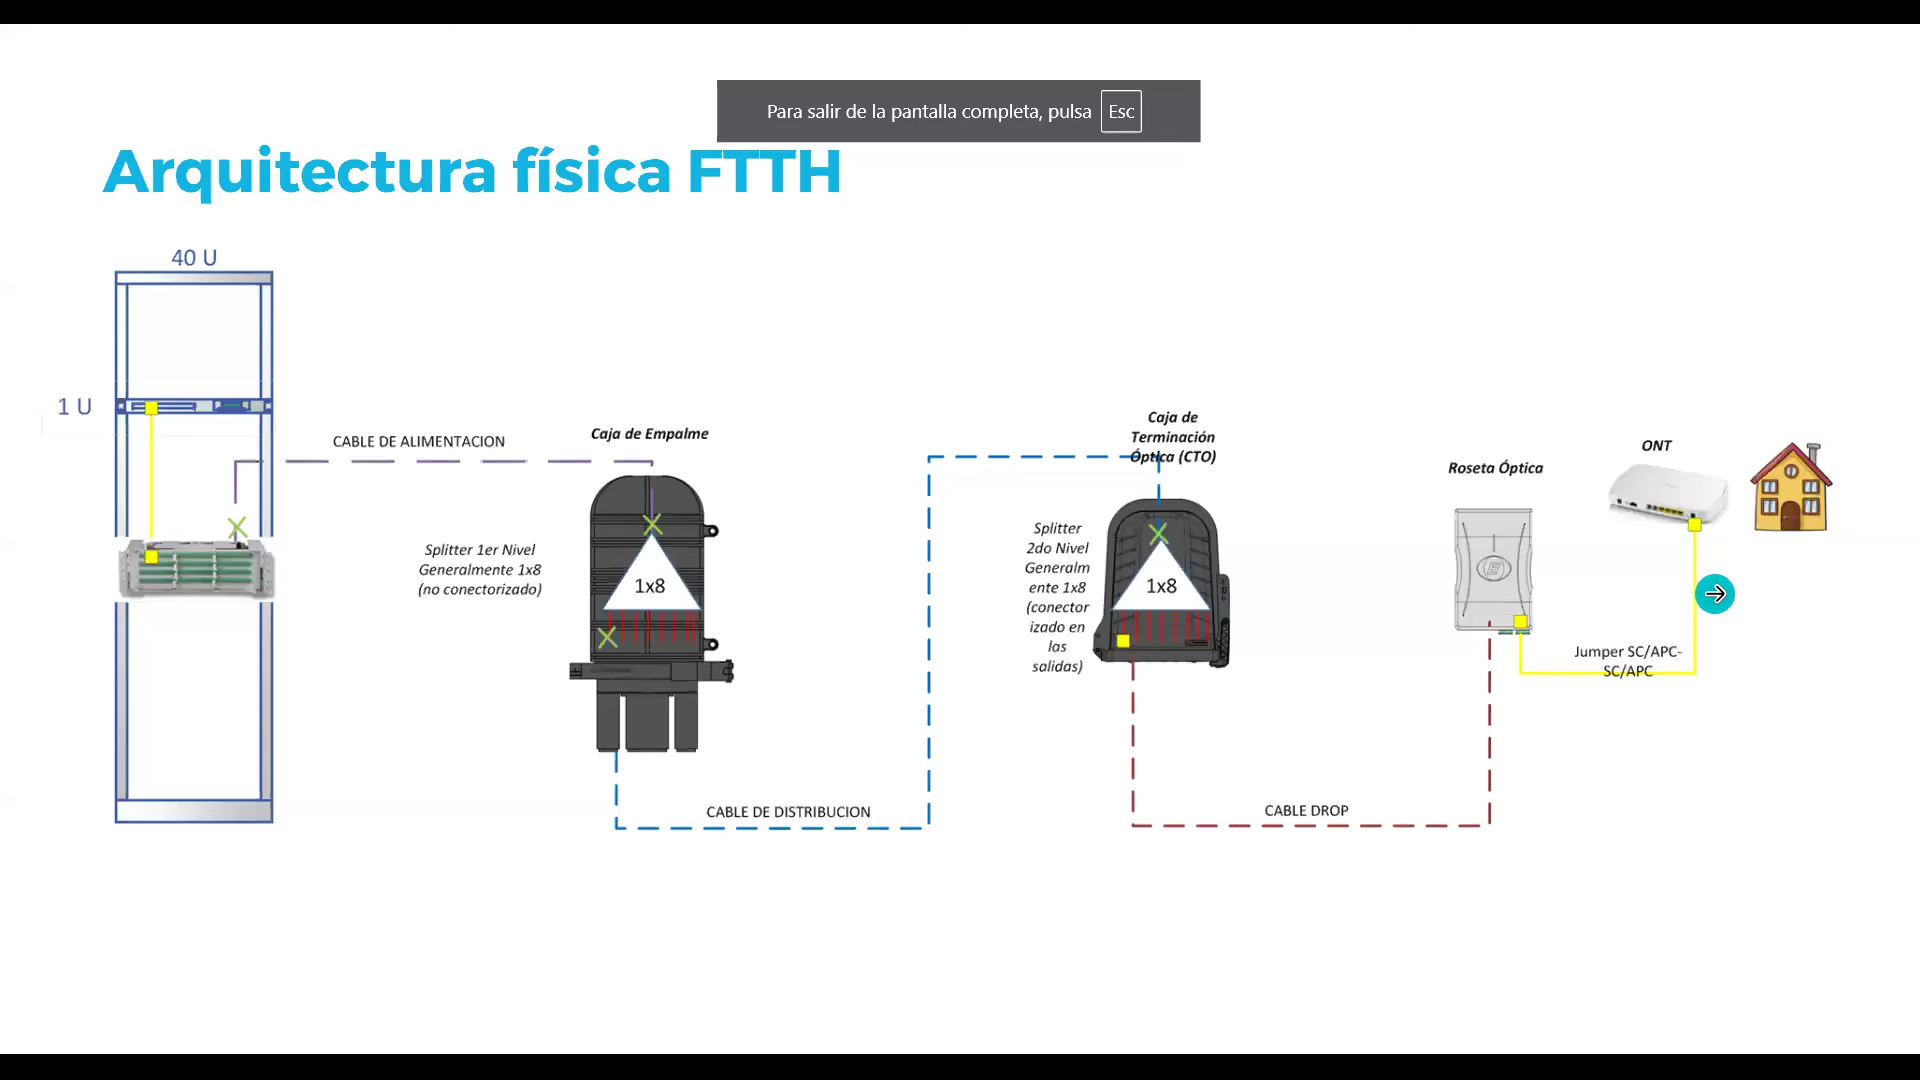 Para salir de la pantalla completa, pulsa Esc
Arquitectura física FTTH
40 U
1 U
CABLE DE ALIMENTACION
Caja de Empalme
Splitter 1er Nivel
Generalmente 1x8
(no conectorizado)
1x8
CABLE DE DISTRIBUCION
Caja de
Terminación
Óptica (CTO)
Splitter
2do Nivel
Generalm
ente 1x8
(conector
izado en
las
salidas)
1x8
CABLE DROP
Roseta Óptica
ONT
Jumper SC/APC-
SC/APC